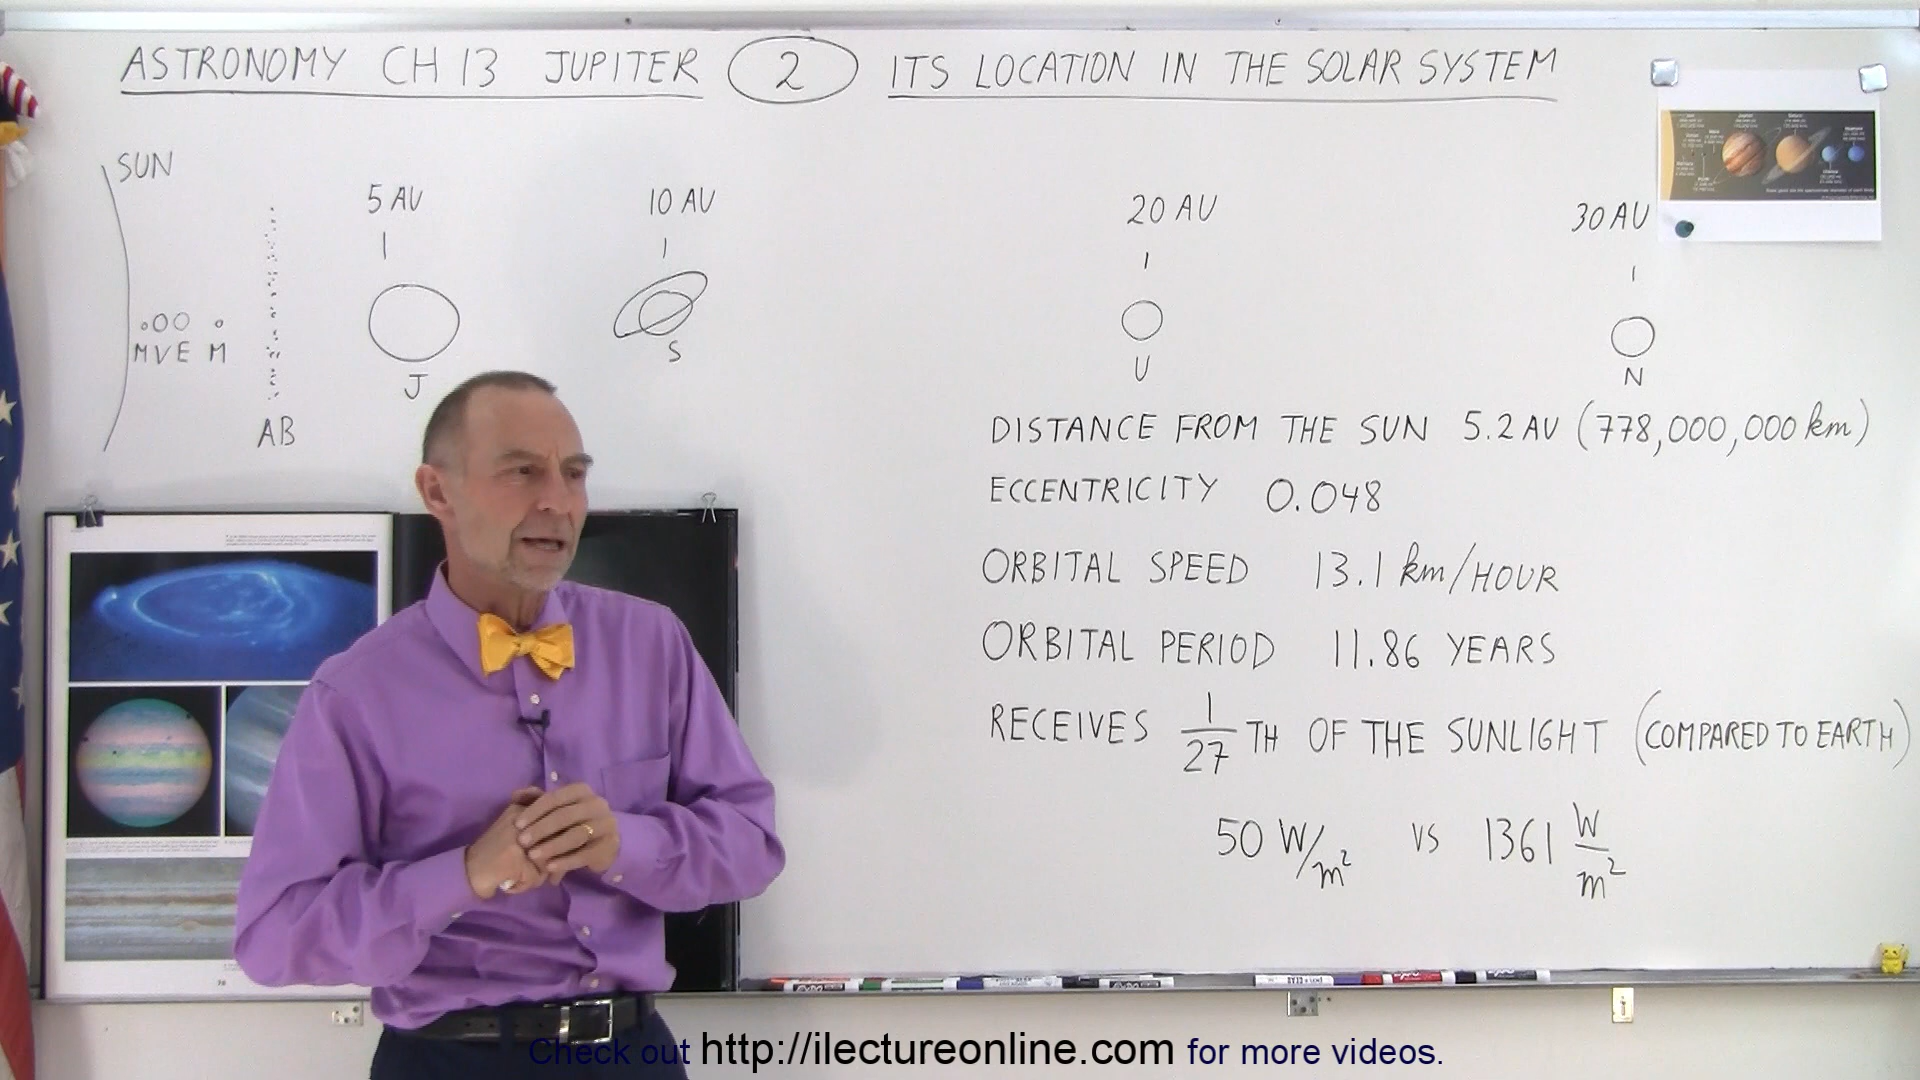 ASTRONOMY CH 13 JUPITER 2 ITS LOCATION IN THE SOLAR SYSTEM
SUN
5 AU
10 AU
20 AU
30 AU
M V E M
AB
J
S
U
N
DISTANCE FROM THE SUN 5.2 AU (778,000,000 km)
ECCENTRICITY 0.048
ORBITAL SPEED 13.1 km/HOUR
ORBITAL PERIOD 11.86 YEARS
RECEIVES 1/27 TH OF THE SUNLIGHT (COMPARED TO EARTH)
50 W/m² VS 1361 W/m²
Check out http://ilectureonline.com for more videos.